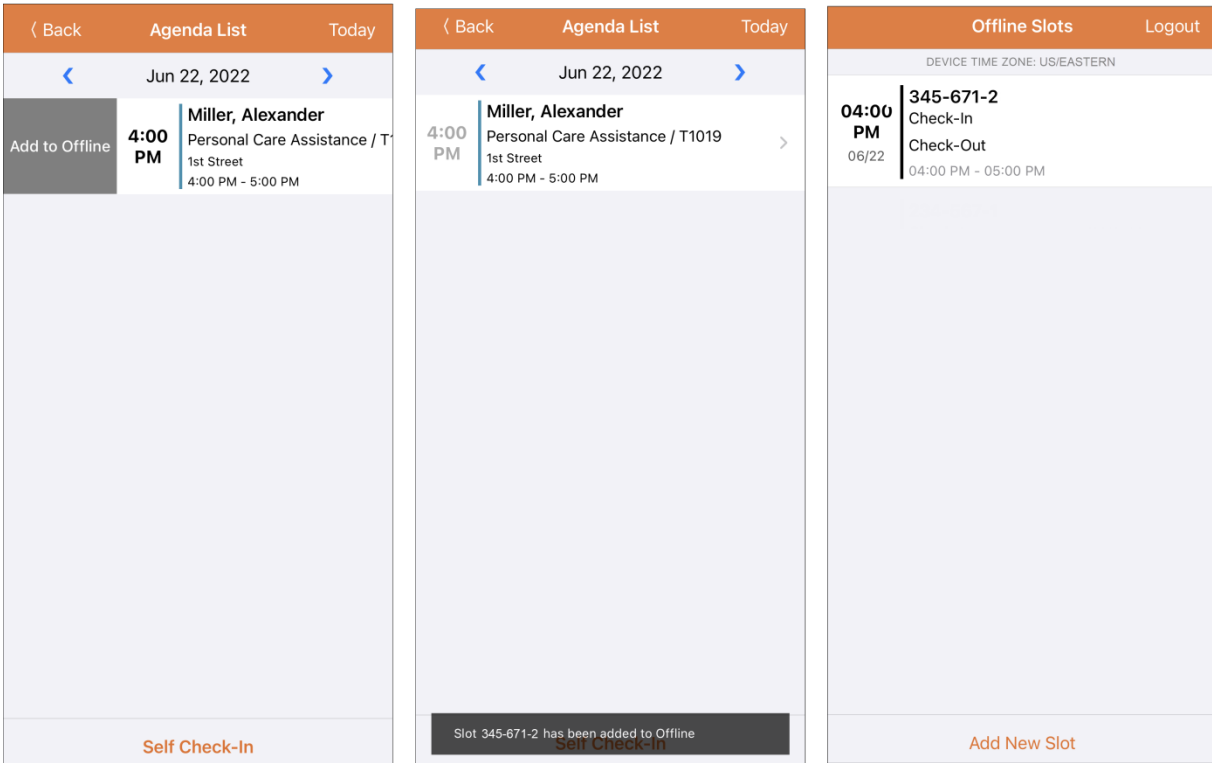 〈 Back Agenda List Today
❮ Jun 22, 2022 ❯
Add to Offline
4:00 PM
Miller, Alexander
Personal Care Assistance / T1
1st Street
4:00 PM - 5:00 PM
Self Check-In
〈 Back Agenda List Today
❮ Jun 22, 2022 ❯
4:00 PM
Miller, Alexander
Personal Care Assistance / T1019
1st Street
4:00 PM - 5:00 PM
Slot 345-671-2 has been added to Offline
Self Check-In
Offline Slots Logout
DEVICE TIME ZONE: US/EASTERN
04:00 PM
06/22
345-671-2
Check-In
Check-Out
04:00 PM - 05:00 PM
Add New Slot